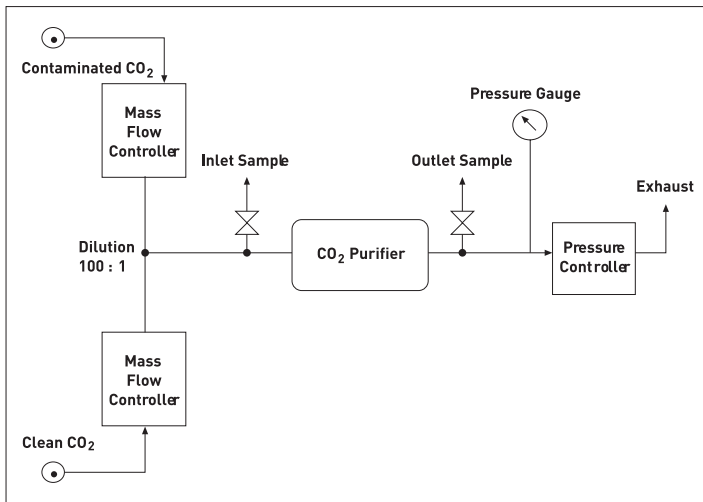 Contaminated CO₂
Mass
Flow
Controller
Pressure Gauge
Inlet Sample
Outlet Sample
Exhaust
Dilution
100 : 1
CO₂ Purifier
Pressure
Controller
Mass
Flow
Controller
Clean CO₂